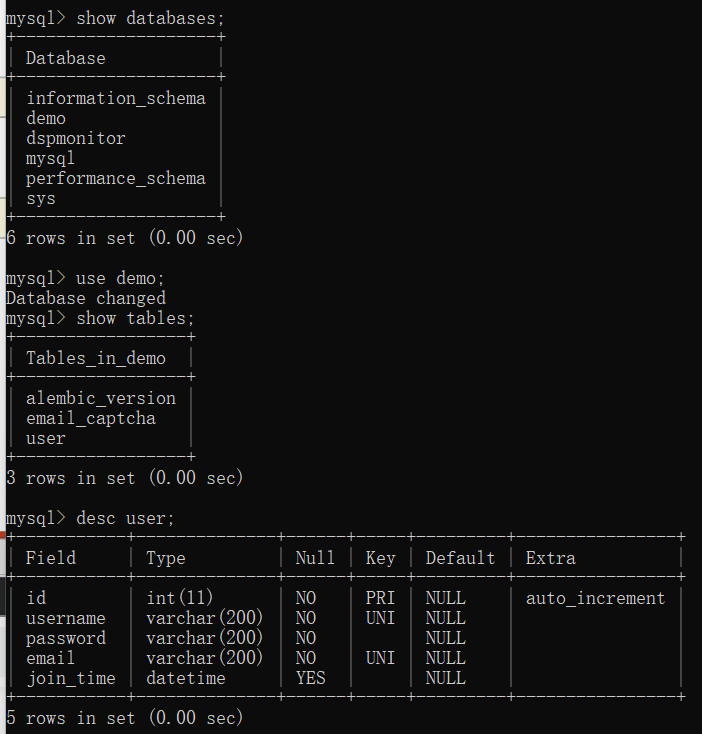 mysql> show databases;
+--------------------+
| Database           |
+--------------------+
| information_schema |
| demo               |
| dspmonitor         |
| mysql              |
| performance_schema |
| sys                |
+--------------------+
6 rows in set (0.00 sec)
mysql> use demo;
Database changed
mysql> show tables;
+-----------------+
| Tables_in_demo  |
+-----------------+
| alembic_version |
| email_captcha   |
| user            |
+-----------------+
3 rows in set (0.00 sec)
mysql> desc user;
+-----------+--------------+------+-----+---------+----------------+
| Field     | Type         | Null | Key | Default | Extra          |
+-----------+--------------+------+-----+---------+----------------+
| id        | int(11)      | NO   | PRI | NULL    | auto_increment |
| username  | varchar(200) | NO   | UNI | NULL    |                |
| password  | varchar(200) | NO   |     | NULL    |                |
| email     | varchar(200) | NO   | UNI | NULL    |                |
| join_time | datetime     | YES  |     | NULL    |                |
+-----------+--------------+------+-----+---------+----------------+
5 rows in set (0.00 sec)